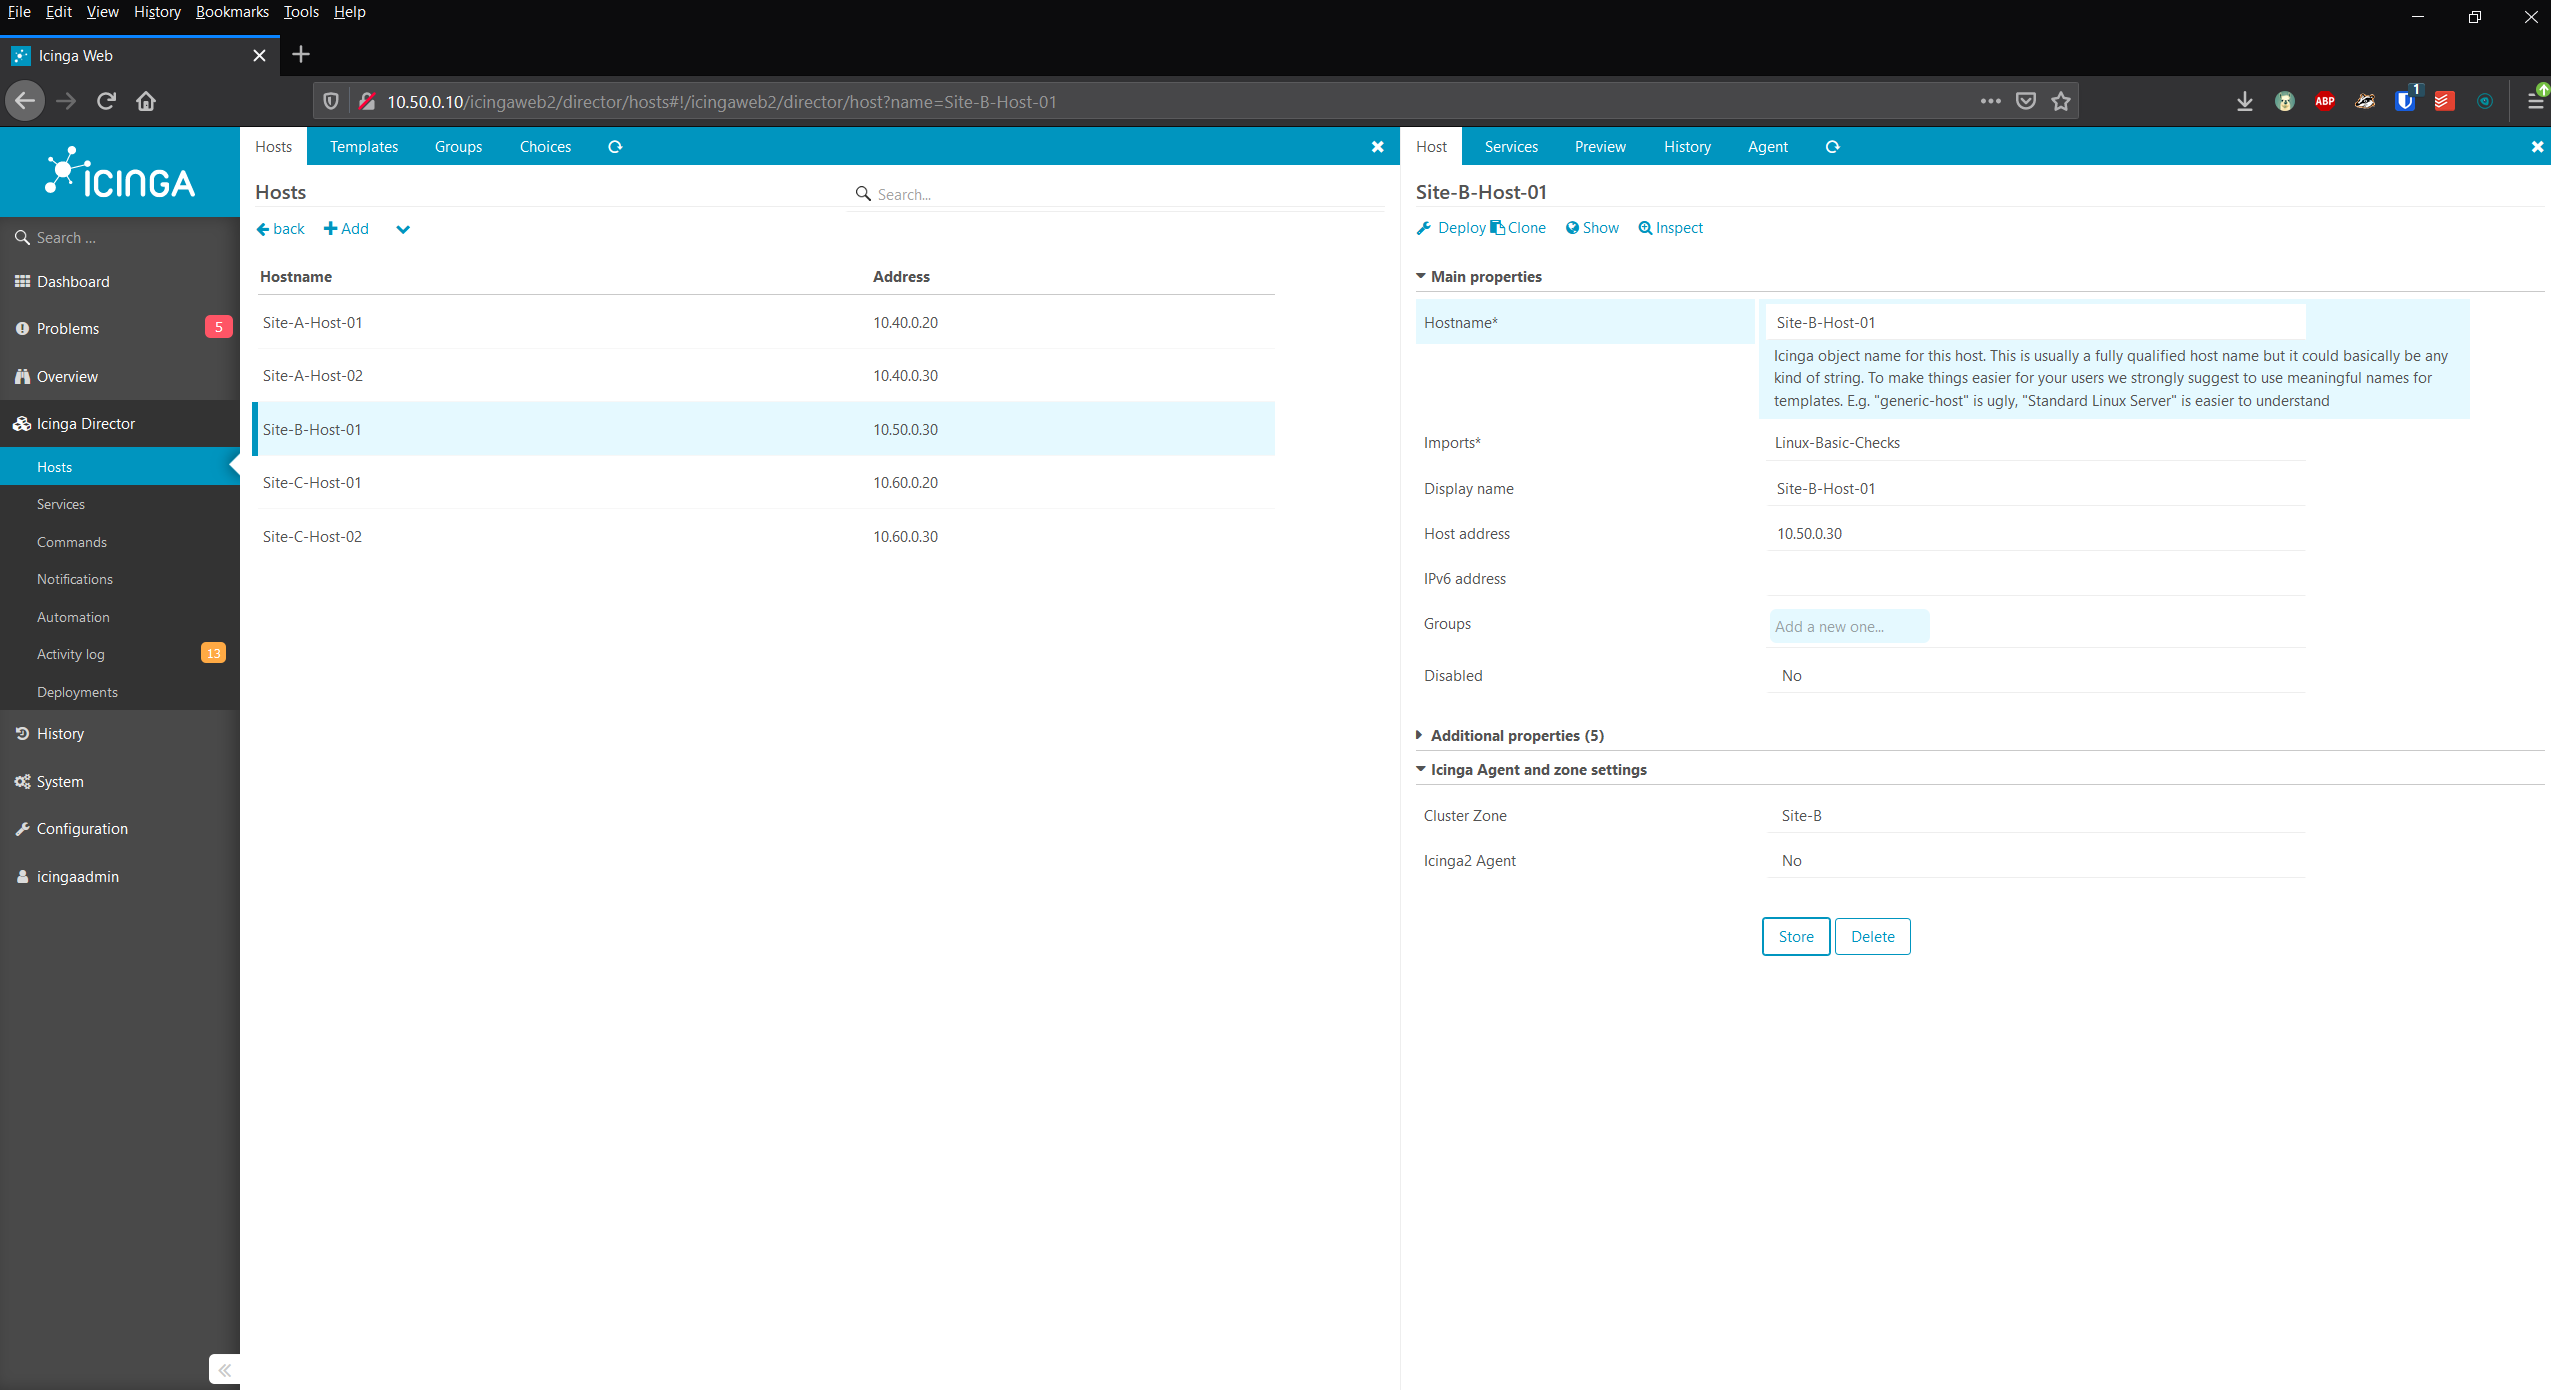 File Edit View History Bookmarks Tools Help
Icinga Web
10.50.0.10/icingaweb2/director/hosts#!/icingaweb2/director/host?name=Site-B-Host-01
ABP
1
ICINGA
Search ...
Dashboard
Problems 5
Overview
Icinga Director
Hosts
Services
Commands
Notifications
Automation
Activity log 13
Deployments
History
System
Configuration
icingaadmin
Hosts Templates Groups Choices
Hosts
Search...
back Add
Hostname Address
Site-A-Host-01 10.40.0.20
Site-A-Host-02 10.40.0.30
Site-B-Host-01 10.50.0.30
Site-C-Host-01 10.60.0.20
Site-C-Host-02 10.60.0.30
Host Services Preview History Agent
Site-B-Host-01
Deploy Clone Show Inspect
Main properties
Hostname* Site-B-Host-01
Icinga object name for this host. This is usually a fully qualified host name but it could basically be any
kind of string. To make things easier for your users we strongly suggest to use meaningful names for
templates. E.g. "generic-host" is ugly, "Standard Linux Server" is easier to understand
Imports* Linux-Basic-Checks
Display name Site-B-Host-01
Host address 10.50.0.30
IPv6 address
Groups Add a new one...
Disabled No
Additional properties (5)
Icinga Agent and zone settings
Cluster Zone Site-B
Icinga2 Agent No
Store Delete